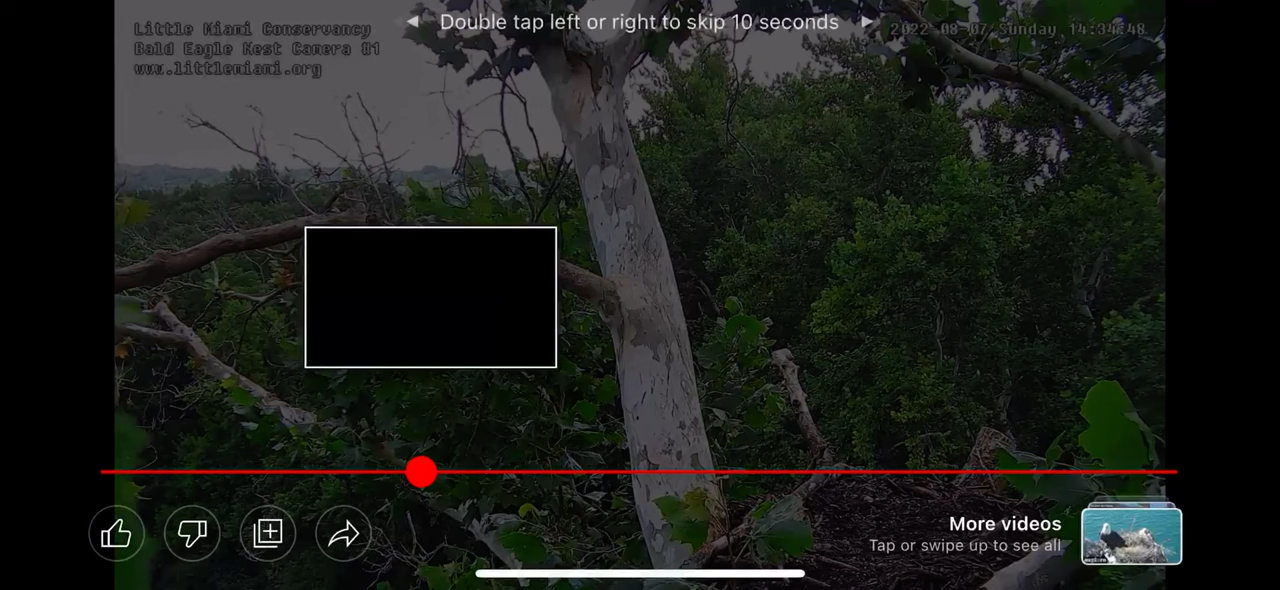 Double tap left or right to skip 10 seconds
Little Miami Conservancy
Bald Eagle Nest Camera #1
www.littlemiami.org
2022-08-07 Sunday 14:34:48
More videos
Tap or swipe up to see all
explore